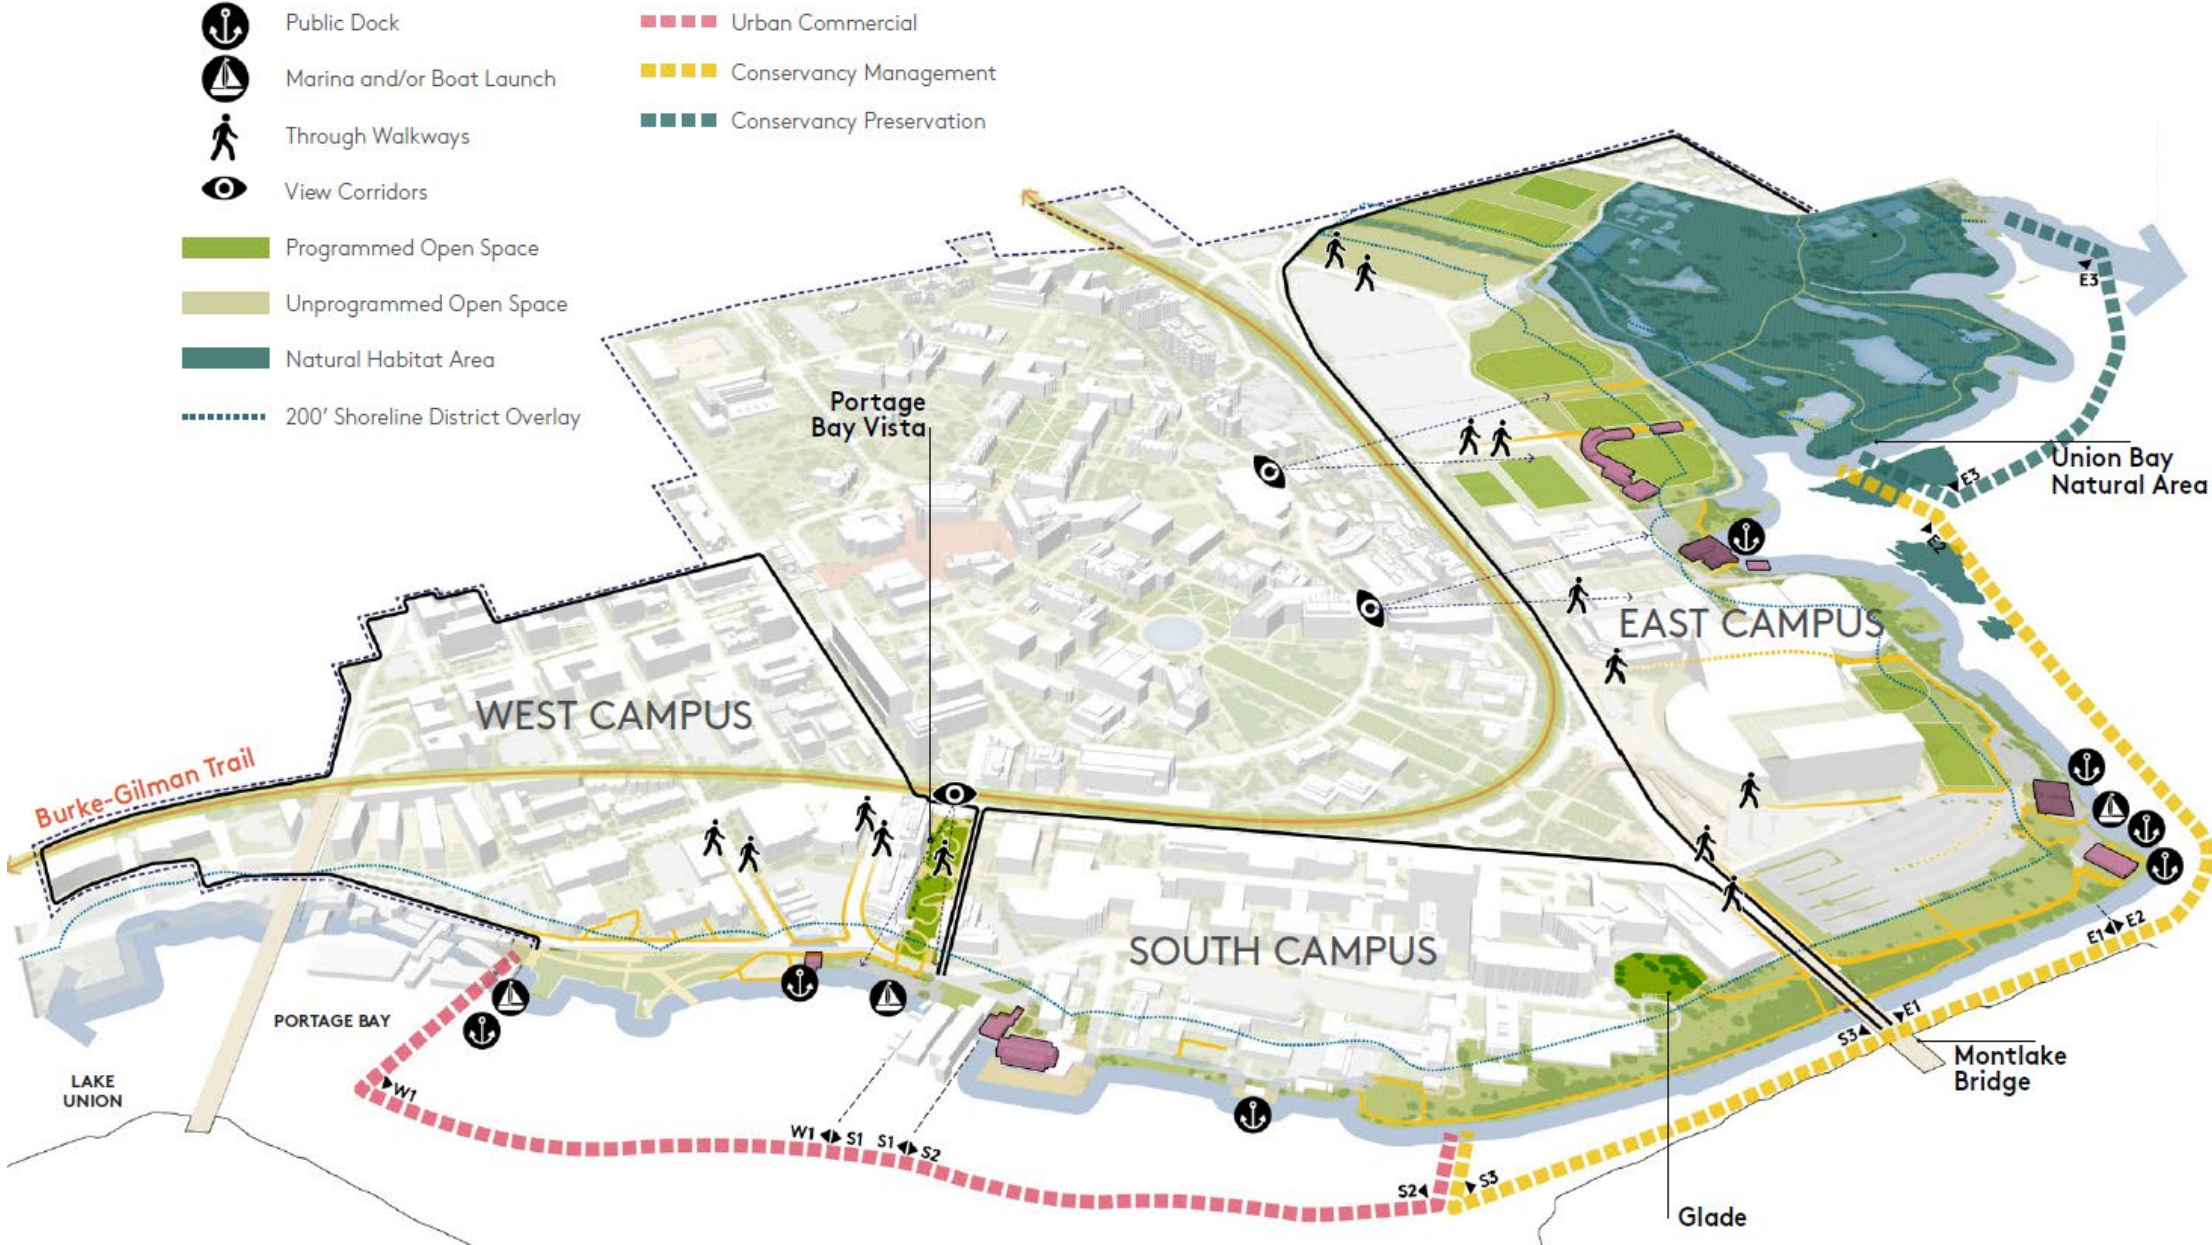 Public Dock
Marina and/or Boat Launch
Through Walkways
View Corridors
Programmed Open Space
Unprogrammed Open Space
Natural Habitat Area
200' Shoreline District Overlay
Urban Commercial
Conservancy Management
Conservancy Preservation
E3
Portage
Bay Vista
Union Bay
Natural Area
E3
E2
EAST CAMPUS
WEST CAMPUS
Burke-Gilman Trail
E1 E2
SOUTH CAMPUS
PORTAGE BAY
E1
S3
Montlake
Bridge
LAKE
UNION
W1
W1 S1
S1 S2
S2
S3
Glade